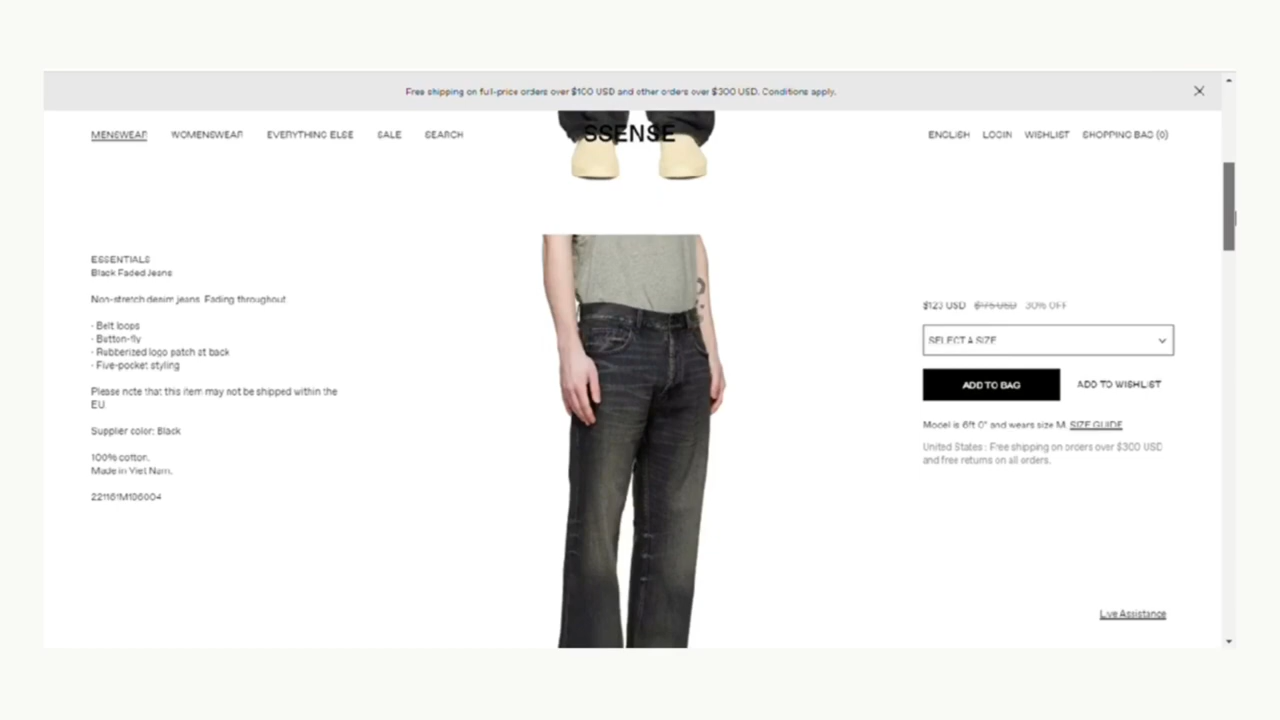 Free shipping on full-price orders over $100 USD and other orders over $300 USD. Conditions apply.
MENSWEAR WOMENSWEAR EVERYTHING ELSE SALE SEARCH
SSENSE
ENGLISH LOGIN WISHLIST SHOPPING BAG (0)
ESSENTIALS
Black Faded Jeans
Non-stretch denim jeans. Fading throughout.
· Belt loops
· Button-fly
· Rubberized logo patch at back
· Five-pocket styling
Please note that this item may not be shipped within the
EU.
Supplier color: Black
100% cotton.
Made in Viet Nam.
$123 USD $175 USD 30% OFF
SELECT A SIZE
ADD TO BAG ADD TO WISHLIST
Model is 6ft 0" and wears size M. SIZE GUIDE
United States : Free shipping on orders over $300 USD
and free returns on all orders.
Live Assistance